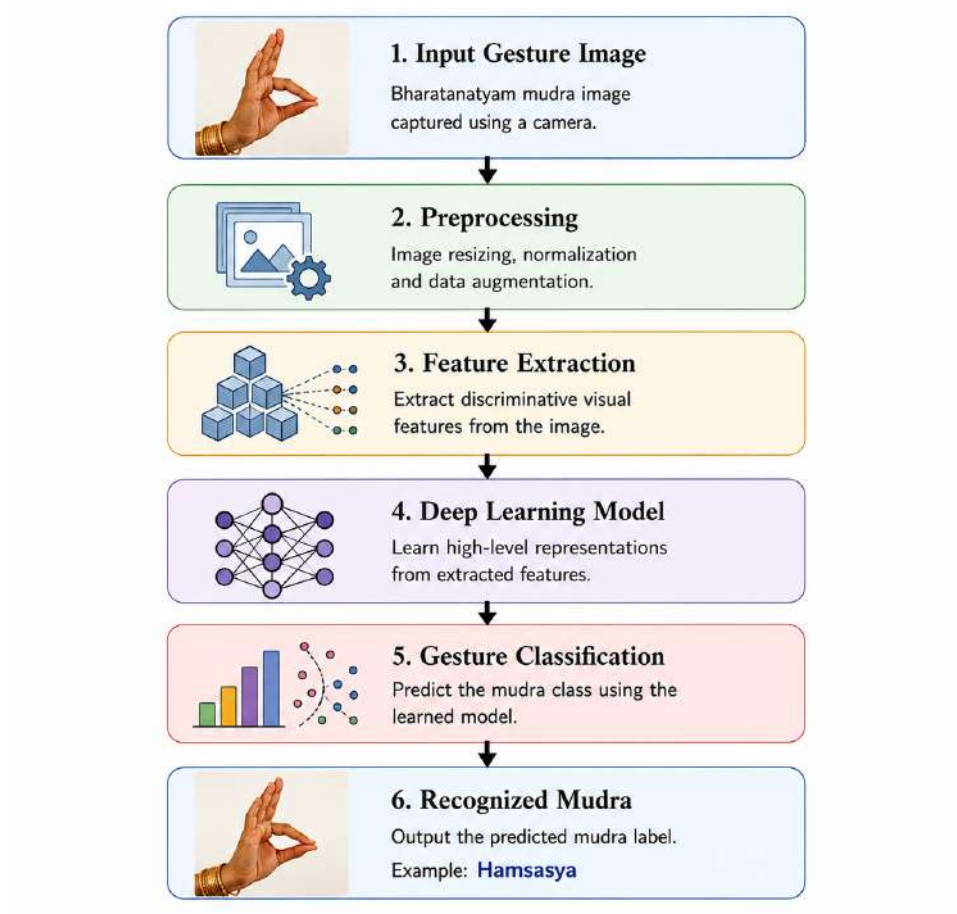 1. Input Gesture Image
Bharatanatyam mudra image
captured using a camera.
2. Preprocessing
Image resizing, normalization
and data augmentation.
3. Feature Extraction
Extract discriminative visual
features from the image.
4. Deep Learning Model
Learn high-level representations
from extracted features.
5. Gesture Classification
Predict the mudra class using the
learned model.
6. Recognized Mudra
Output the predicted mudra label.
Example: Hamsasya